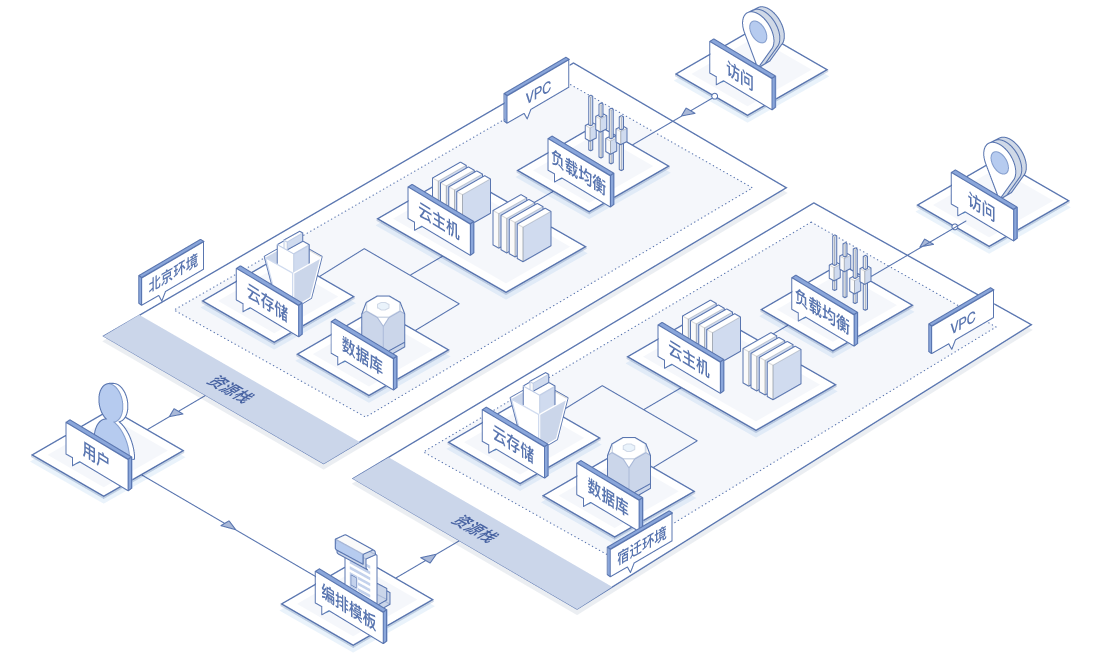 访问
VPC
负载均衡
云主机
北京环境
云存储
数据库
资源栈
访问
负载均衡
VPC
云主机
云存储
数据库
资源栈
宿迁环境
用户
编排模板